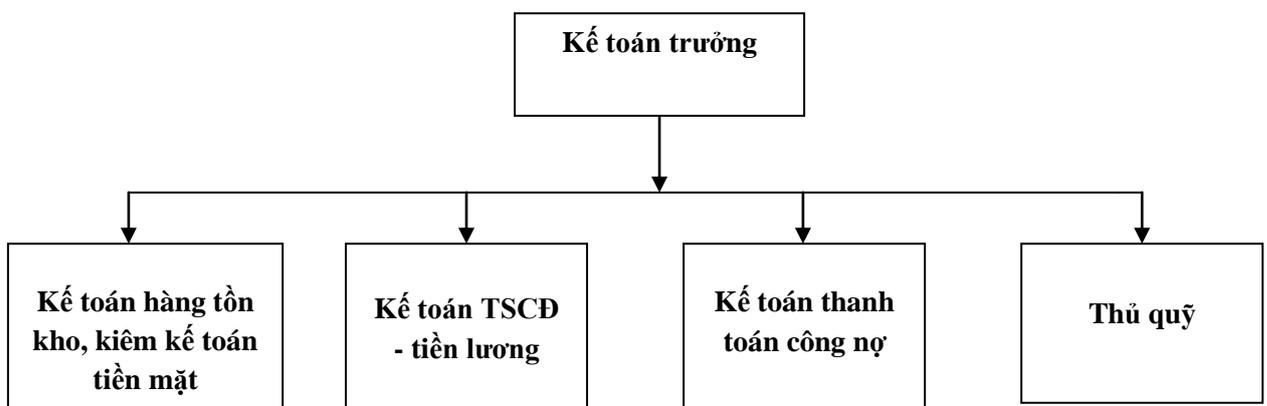 Kế toán trưởng
Kế toán hàng tồn
kho, kiêm kế toán
tiền mặt
Kế toán TSCĐ
- tiền lương
Kế toán thanh
toán công nợ
Thủ quỹ